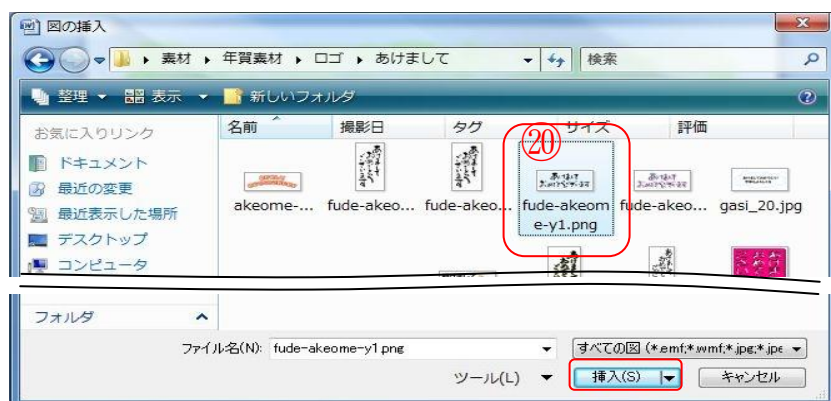 図の挿入
素材 ▸ 年賀素材 ▸ ロゴ ▸ あけまして
検索
整理 表示 新しいフォルダ
お気に入りリンク
ドキュメント
最近の変更
最近表示した場所
デスクトップ
コンピュータ
名前 撮影日 タグ サイズ 評価
⑳
akeome-... fude-akeo... fude-akeo... fude-akeom fude-akeo... gasi_20.jpg
e-y1.png
フォルダ
ファイル名(N): fude-akeome-y1.png すべての図 (*.emf;*.wmf;*.jpg;*.jpe
ツール(L) 挿入(S) キャンセル